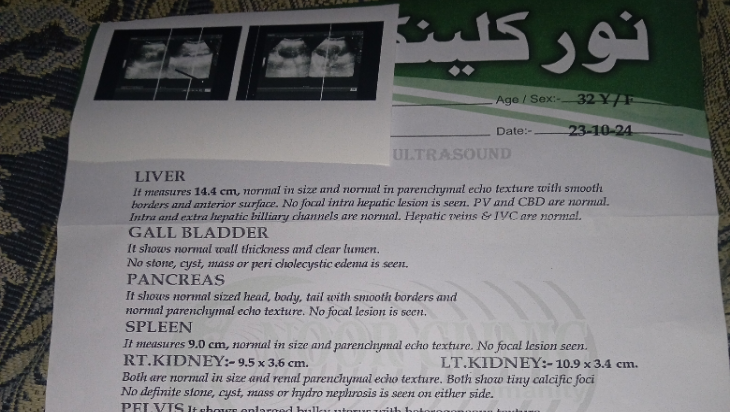 نور کلینک
Age / Sex:- 32 Y/F
Date:- 23-10-24
ULTRASOUND
LIVER
It measures 14.4 cm, normal in size and normal in parenchymal echo texture with smooth
borders and anterior surface. No focal intra hepatic lesion is seen. PV and CBD are normal.
Intra and extra hepatic billiary channels are normal. Hepatic veins & IVC are normal.
GALL BLADDER
It shows normal wall thickness and clear lumen.
No stone, cyst, mass or peri cholecystic edema is seen.
PANCREAS
It shows normal sized head, body, tail with smooth borders and
normal parenchymal echo texture. No focal lesion is seen.
SPLEEN
It measures 9.0 cm, normal in size and parenchymal echo texture. No focal lesion seen.
RT.KIDNEY:- 9.5 x 3.6 cm. LT.KIDNEY:- 10.9 x 3.4 cm.
Both are normal in size and renal parenchymal echo texture. Both show tiny calcific foci
No definite stone, cyst, mass or hydro nephrosis is seen on either side.
PELVIS It shows enlarged bulky uterus with heterogeneous texture